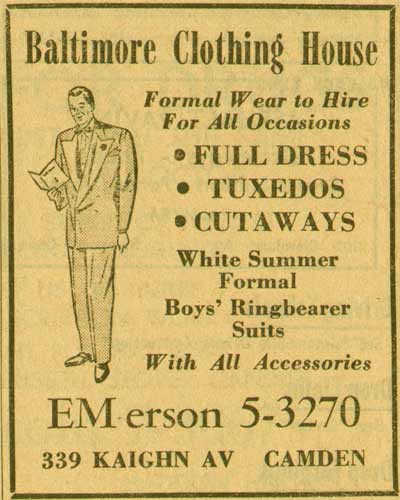 Baltimore Clothing House
Formal Wear to Hire
For All Occasions
• FULL DRESS
• TUXEDOS
• CUTAWAYS
White Summer
Formal
Boys' Ringbearer
Suits
With All Accessories
EMerson 5-3270
339 KAIGHN AV CAMDEN